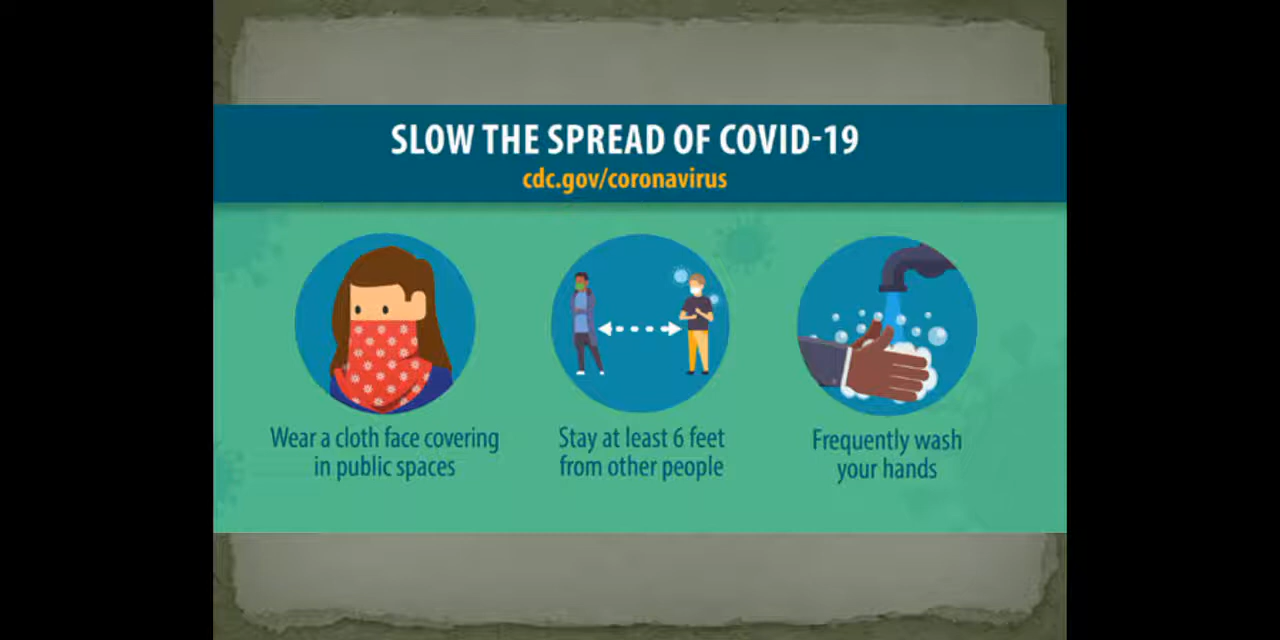 SLOW THE SPREAD OF COVID-19
cdc.gov/coronavirus
Wear a cloth face covering
in public spaces
Stay at least 6 feet
from other people
Frequently wash
your hands